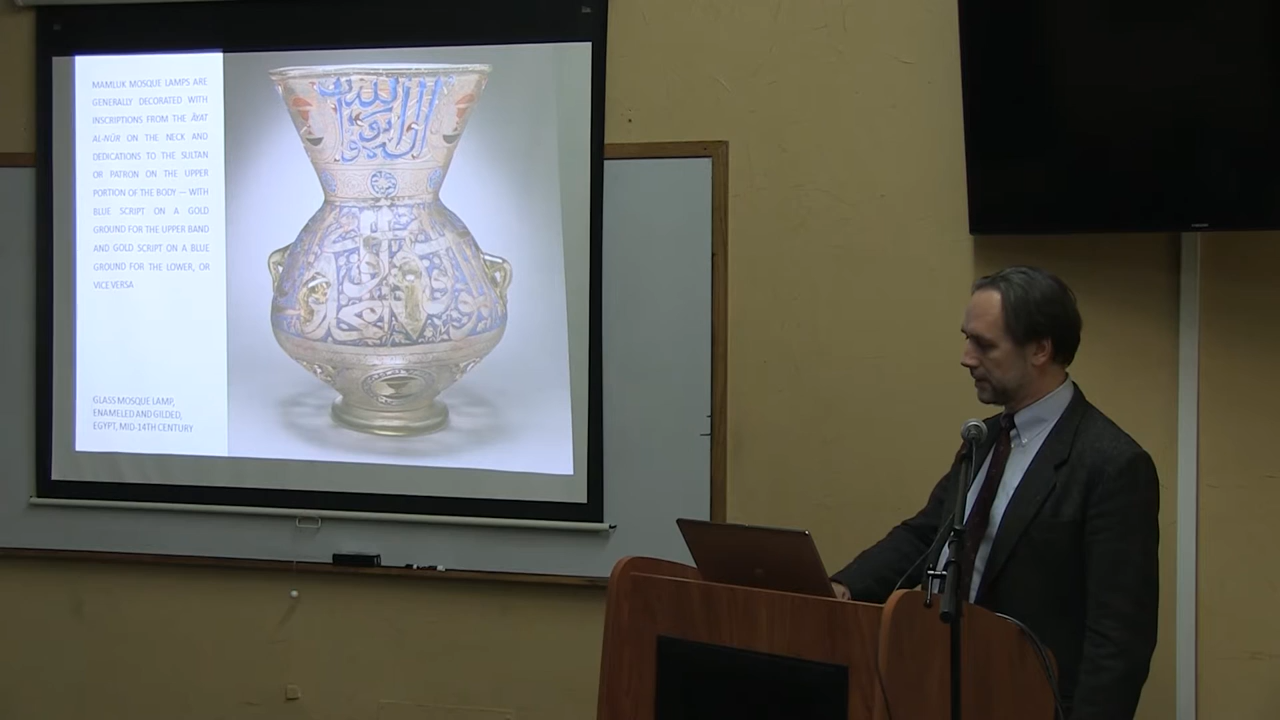 MAMLUK MOSQUE LAMPS ARE
GENERALLY DECORATED WITH
INSCRIPTIONS FROM THE ĀYAT
AL-NŪR ON THE NECK AND
DEDICATIONS TO THE SULTAN
OR PATRON ON THE UPPER
PORTION OF THE BODY — WITH
BLUE SCRIPT ON A GOLD
GROUND FOR THE UPPER BAND
AND GOLD SCRIPT ON A BLUE
GROUND FOR THE LOWER, OR
VICE VERSA
GLASS MOSQUE LAMP,
ENAMELED AND GILDED,
EGYPT, MID-14TH CENTURY
الله